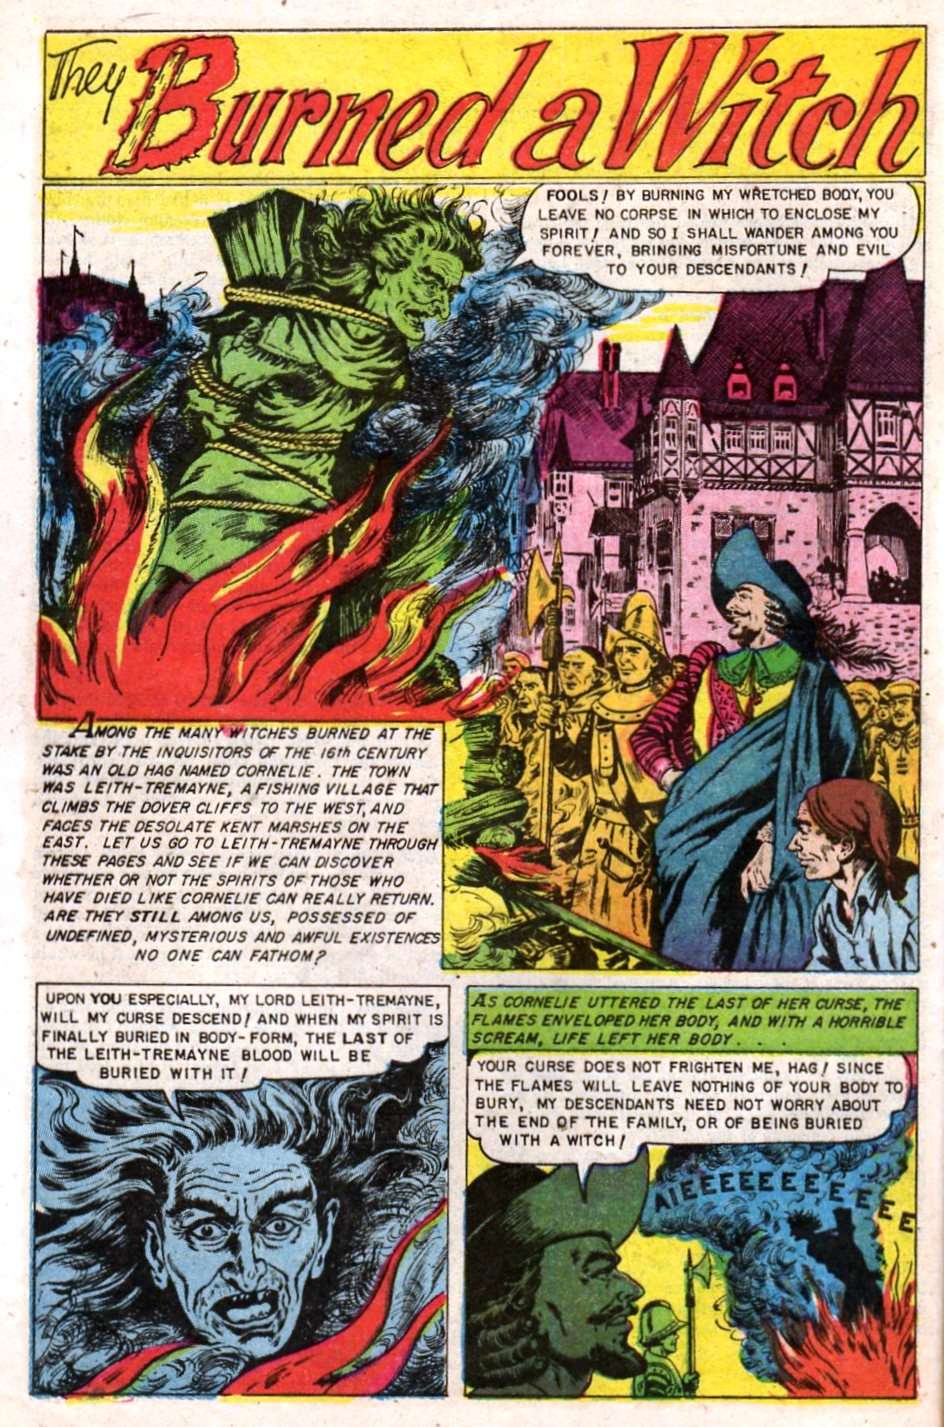 They Burned a Witch
FOOLS! BY BURNING MY WRETCHED BODY, YOU
LEAVE NO CORPSE IN WHICH TO ENCLOSE MY
SPIRIT! AND SO I SHALL WANDER AMONG YOU
FOREVER, BRINGING MISFORTUNE AND EVIL
TO YOUR DESCENDANTS!
AMONG THE MANY WITCHES BURNED AT THE
STAKE BY THE INQUISITORS OF THE 16th CENTURY
WAS AN OLD HAG NAMED CORNELIE. THE TOWN
WAS LEITH-TREMAYNE, A FISHING VILLAGE THAT
CLIMBS THE DOVER CLIFFS TO THE WEST, AND
FACES THE DESOLATE KENT MARSHES ON THE
EAST. LET US GO TO LEITH-TREMAYNE THROUGH
THESE PAGES AND SEE IF WE CAN DISCOVER
WHETHER OR NOT THE SPIRITS OF THOSE WHO
HAVE DIED LIKE CORNELIE CAN REALLY RETURN.
ARE THEY STILL AMONG US, POSSESSED OF
UNDEFINED, MYSTERIOUS AND AWFUL EXISTENCES
NO ONE CAN FATHOM?
UPON YOU ESPECIALLY, MY LORD LEITH-TREMAYNE,
WILL MY CURSE DESCEND! AND WHEN MY SPIRIT IS
FINALLY BURIED IN BODY-FORM, THE LAST OF
THE LEITH-TREMAYNE BLOOD WILL BE
BURIED WITH IT!
AS CORNELIE UTTERED THE LAST OF HER CURSE, THE
FLAMES ENVELOPED HER BODY, AND WITH A HORRIBLE
SCREAM, LIFE LEFT HER BODY....
YOUR CURSE DOES NOT FRIGHTEN ME, HAG! SINCE
THE FLAMES WILL LEAVE NOTHING OF YOUR BODY TO
BURY, MY DESCENDANTS NEED NOT WORRY ABOUT
THE END OF THE FAMILY, OR OF BEING BURIED
WITH A WITCH!
AIEEEEEEEEEEEE